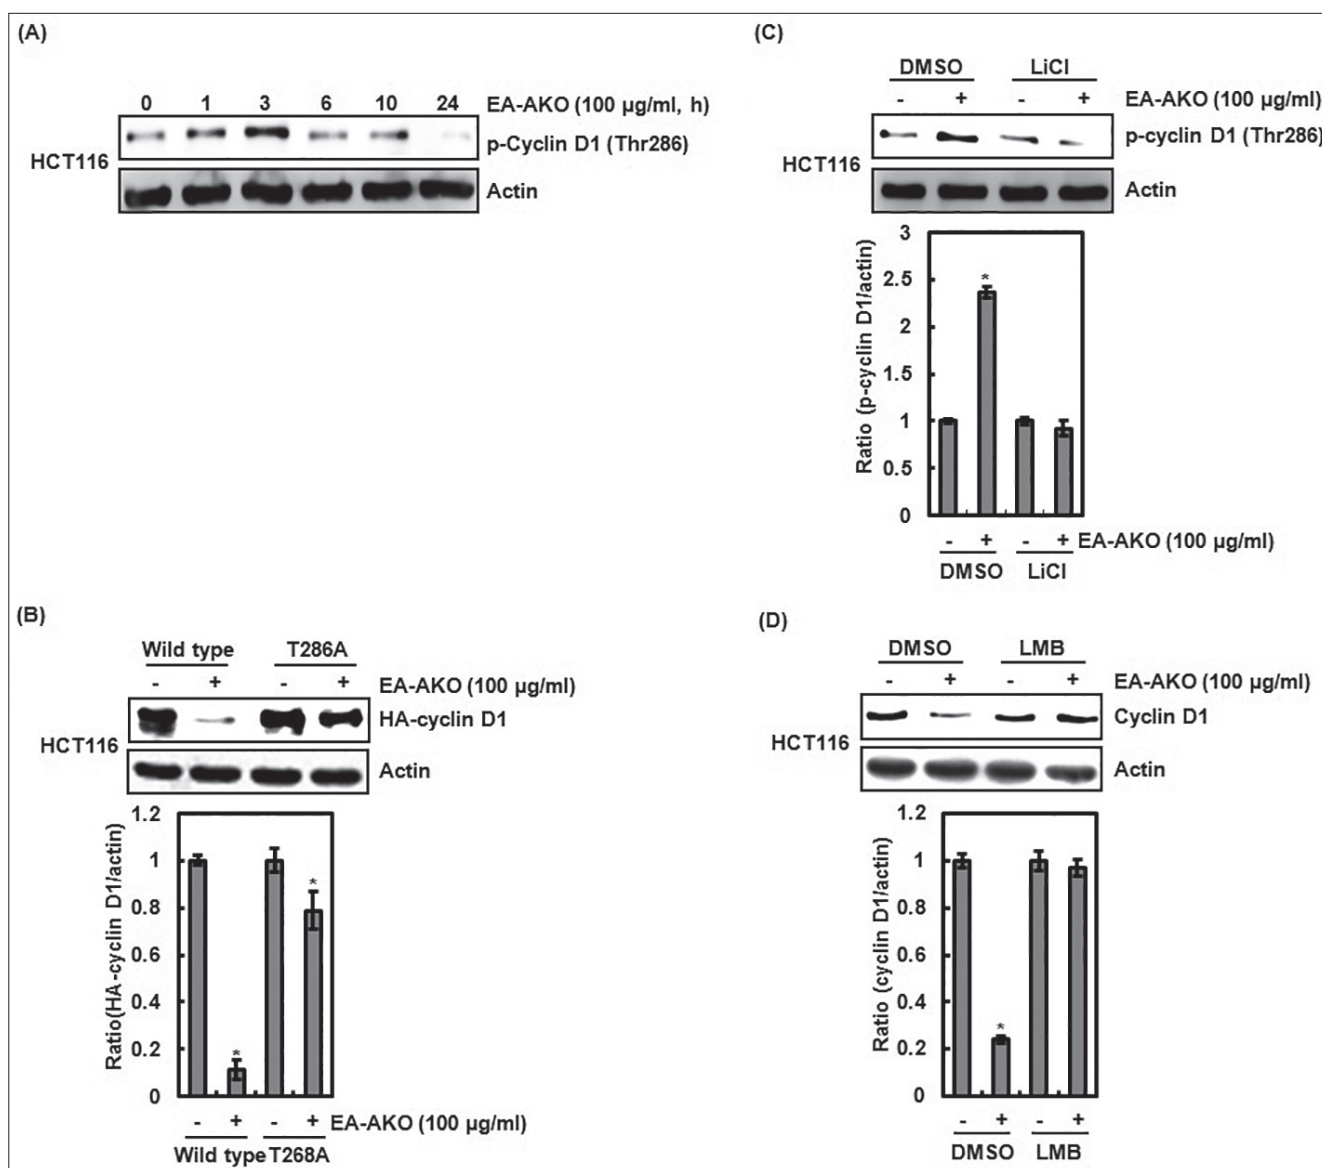 (A)
0 1 3 6 10 24 EA-AKO (100 µg/ml, h)
p-Cyclin D1 (Thr286)
HCT116
Actin
(C)
DMSO LiCl
- + - + EA-AKO (100 µg/ml)
p-cyclin D1 (Thr286)
HCT116
Actin
Ratio (p-cyclin D1/actin)
3
2.5
2
1.5
1
0.5
0
*
- + - + EA-AKO (100 µg/ml)
DMSO LiCl
(B)
Wild type T286A
- + - + EA-AKO (100 µg/ml)
HA-cyclin D1
HCT116
Actin
Ratio(HA-cyclin D1/actin)
1.2
1
0.8
0.6
0.4
0.2
0
* *
- + - + EA-AKO (100 µg/ml)
Wild type T268A
(D)
DMSO LMB
- + - + EA-AKO (100 µg/ml)
Cyclin D1
HCT116
Actin
Ratio (cyclin D1/actin)
1.2
1
0.8
0.6
0.4
0.2
0
*
- + - + EA-AKO (100 µg/ml)
DMSO LMB